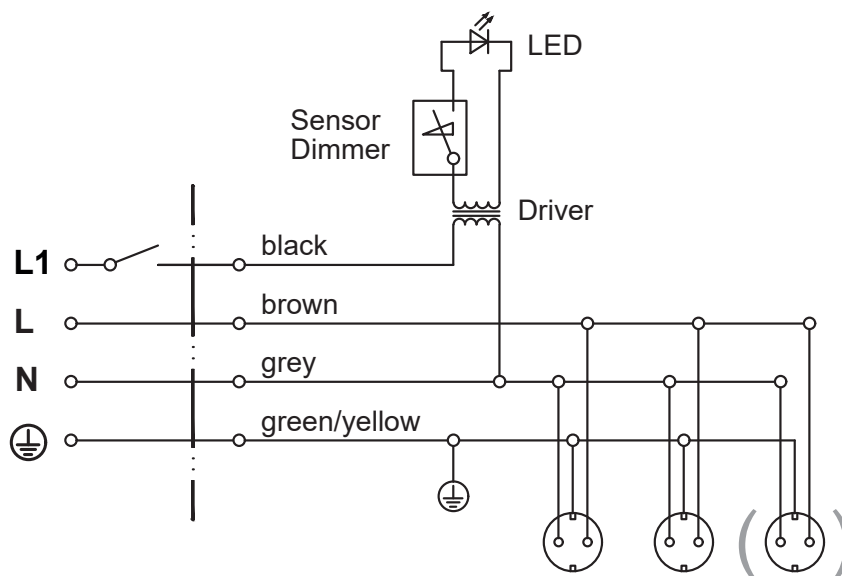 LED
Sensor
Dimmer
Driver
L1
black
L
brown
N
grey
green/yellow